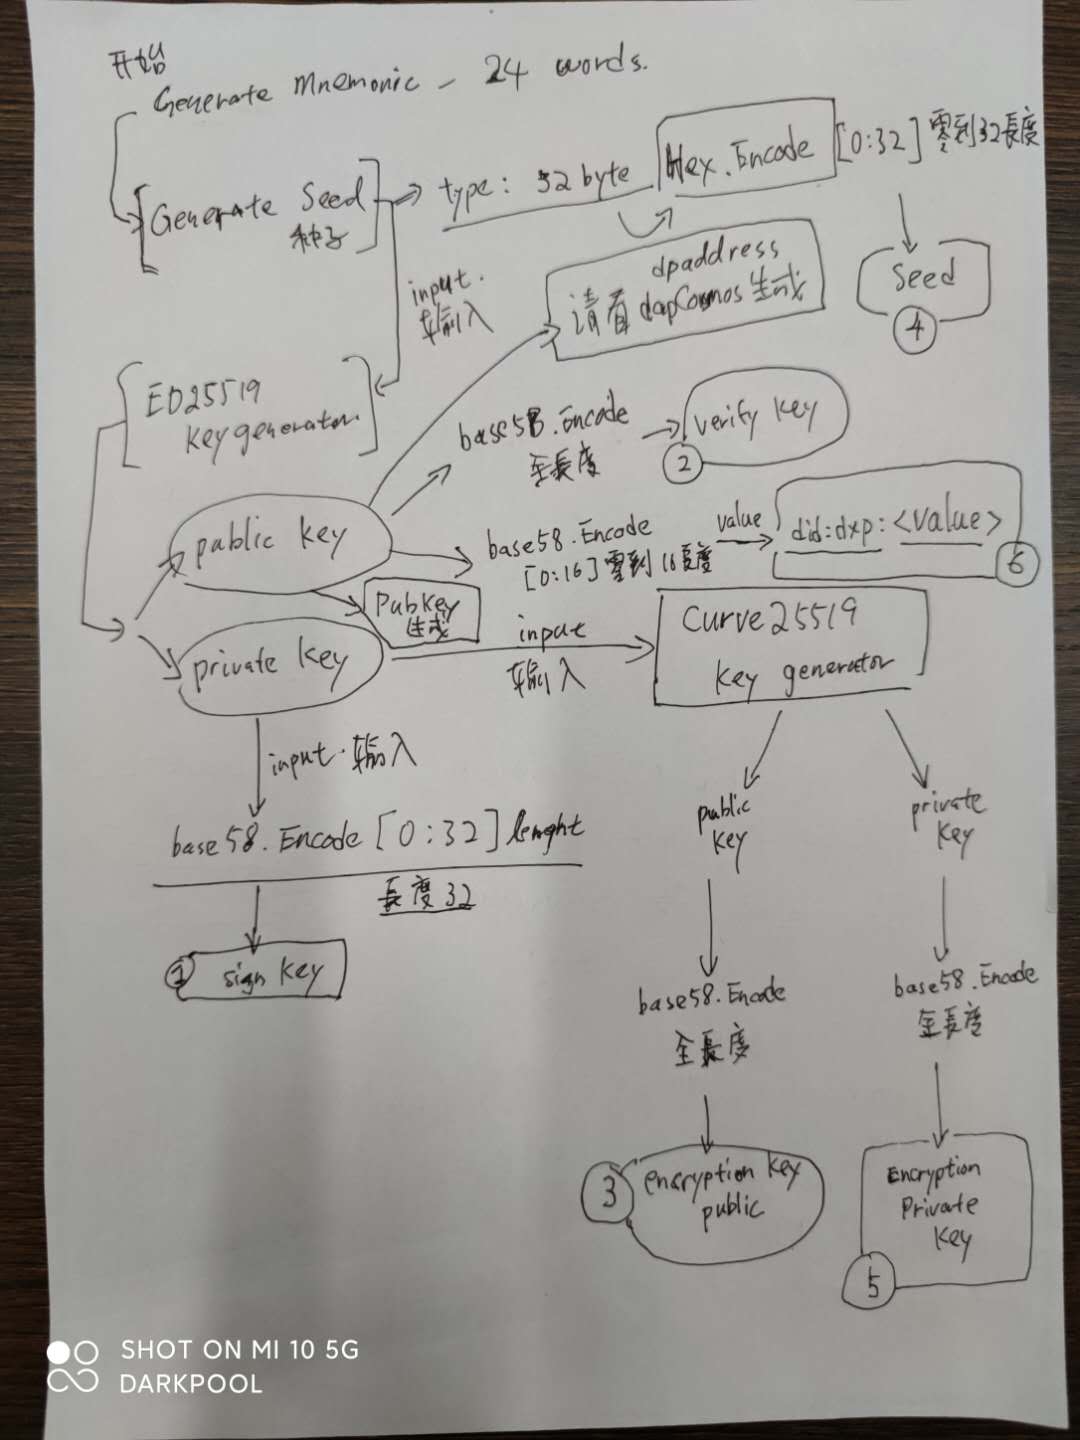 开始
Generate Mnemonic - 24 words.
Generate Seed
种子
type: 32 byte
Hex.Encode
[0:32] 零到32長度
Seed
4
input.
输入
dpaddress
请看 dapCosmos 生成
ED25519
key generator.
base58.Encode
全長度
verify key
2
public key
base58.Encode
[0:16] 零到 16 長度
value
did:dxp:<value>
6
Pubkey
生成
private key
input
输入
Curve25519
key generator
input. 输入
base58.Encode [0:32] lenght
長度 32
1 sign key
public
key
private
key
base58.Encode
全長度
base58.Encode
全長度
3
encryption key
public
Encryption
Private
Key
5
SHOT ON MI 10 5G
DARKPOOL